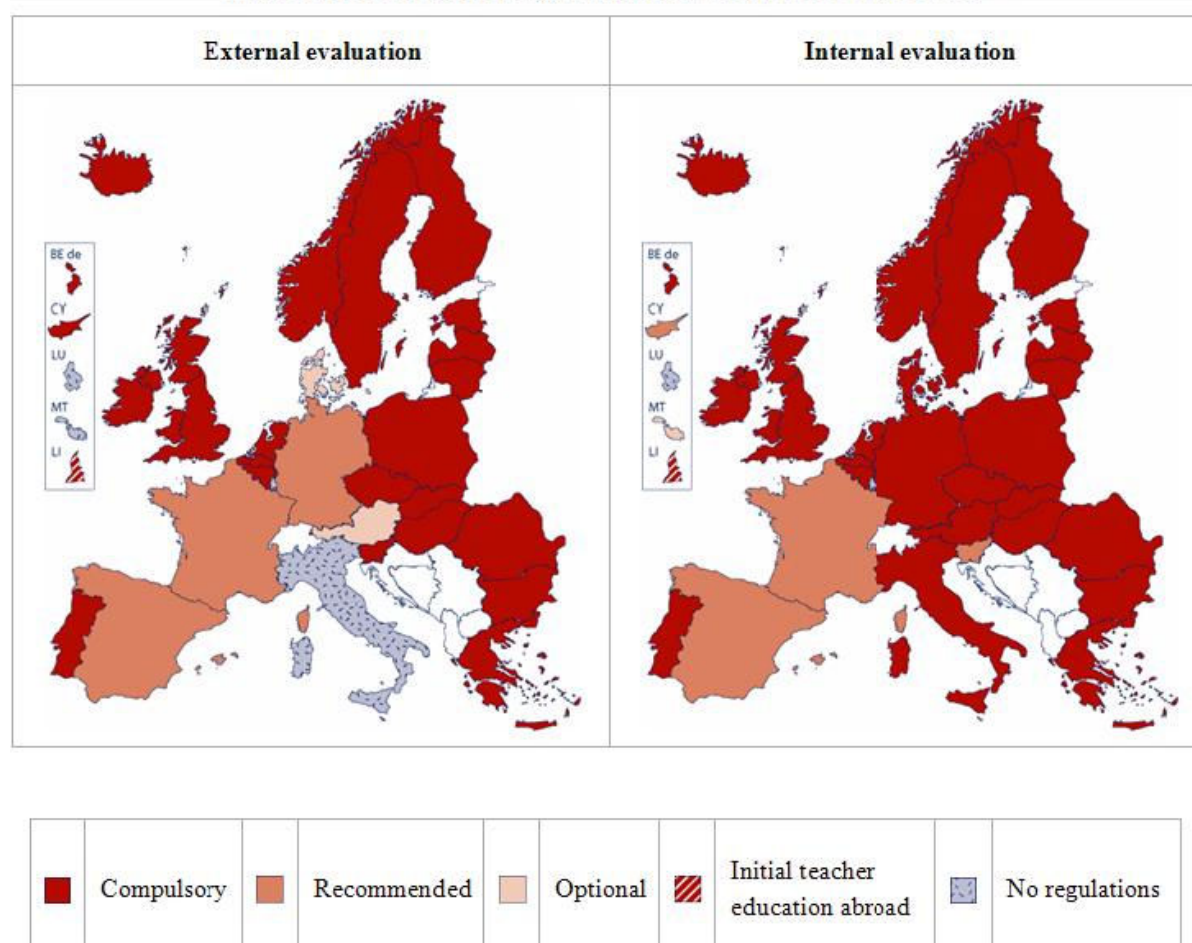 External evaluation
Internal evaluation
BE de
CY
LU
MT
LI
BE de
CY
LU
MT
LI
Compulsory
Recommended
Optional
Initial teacher
education abroad
No regulations